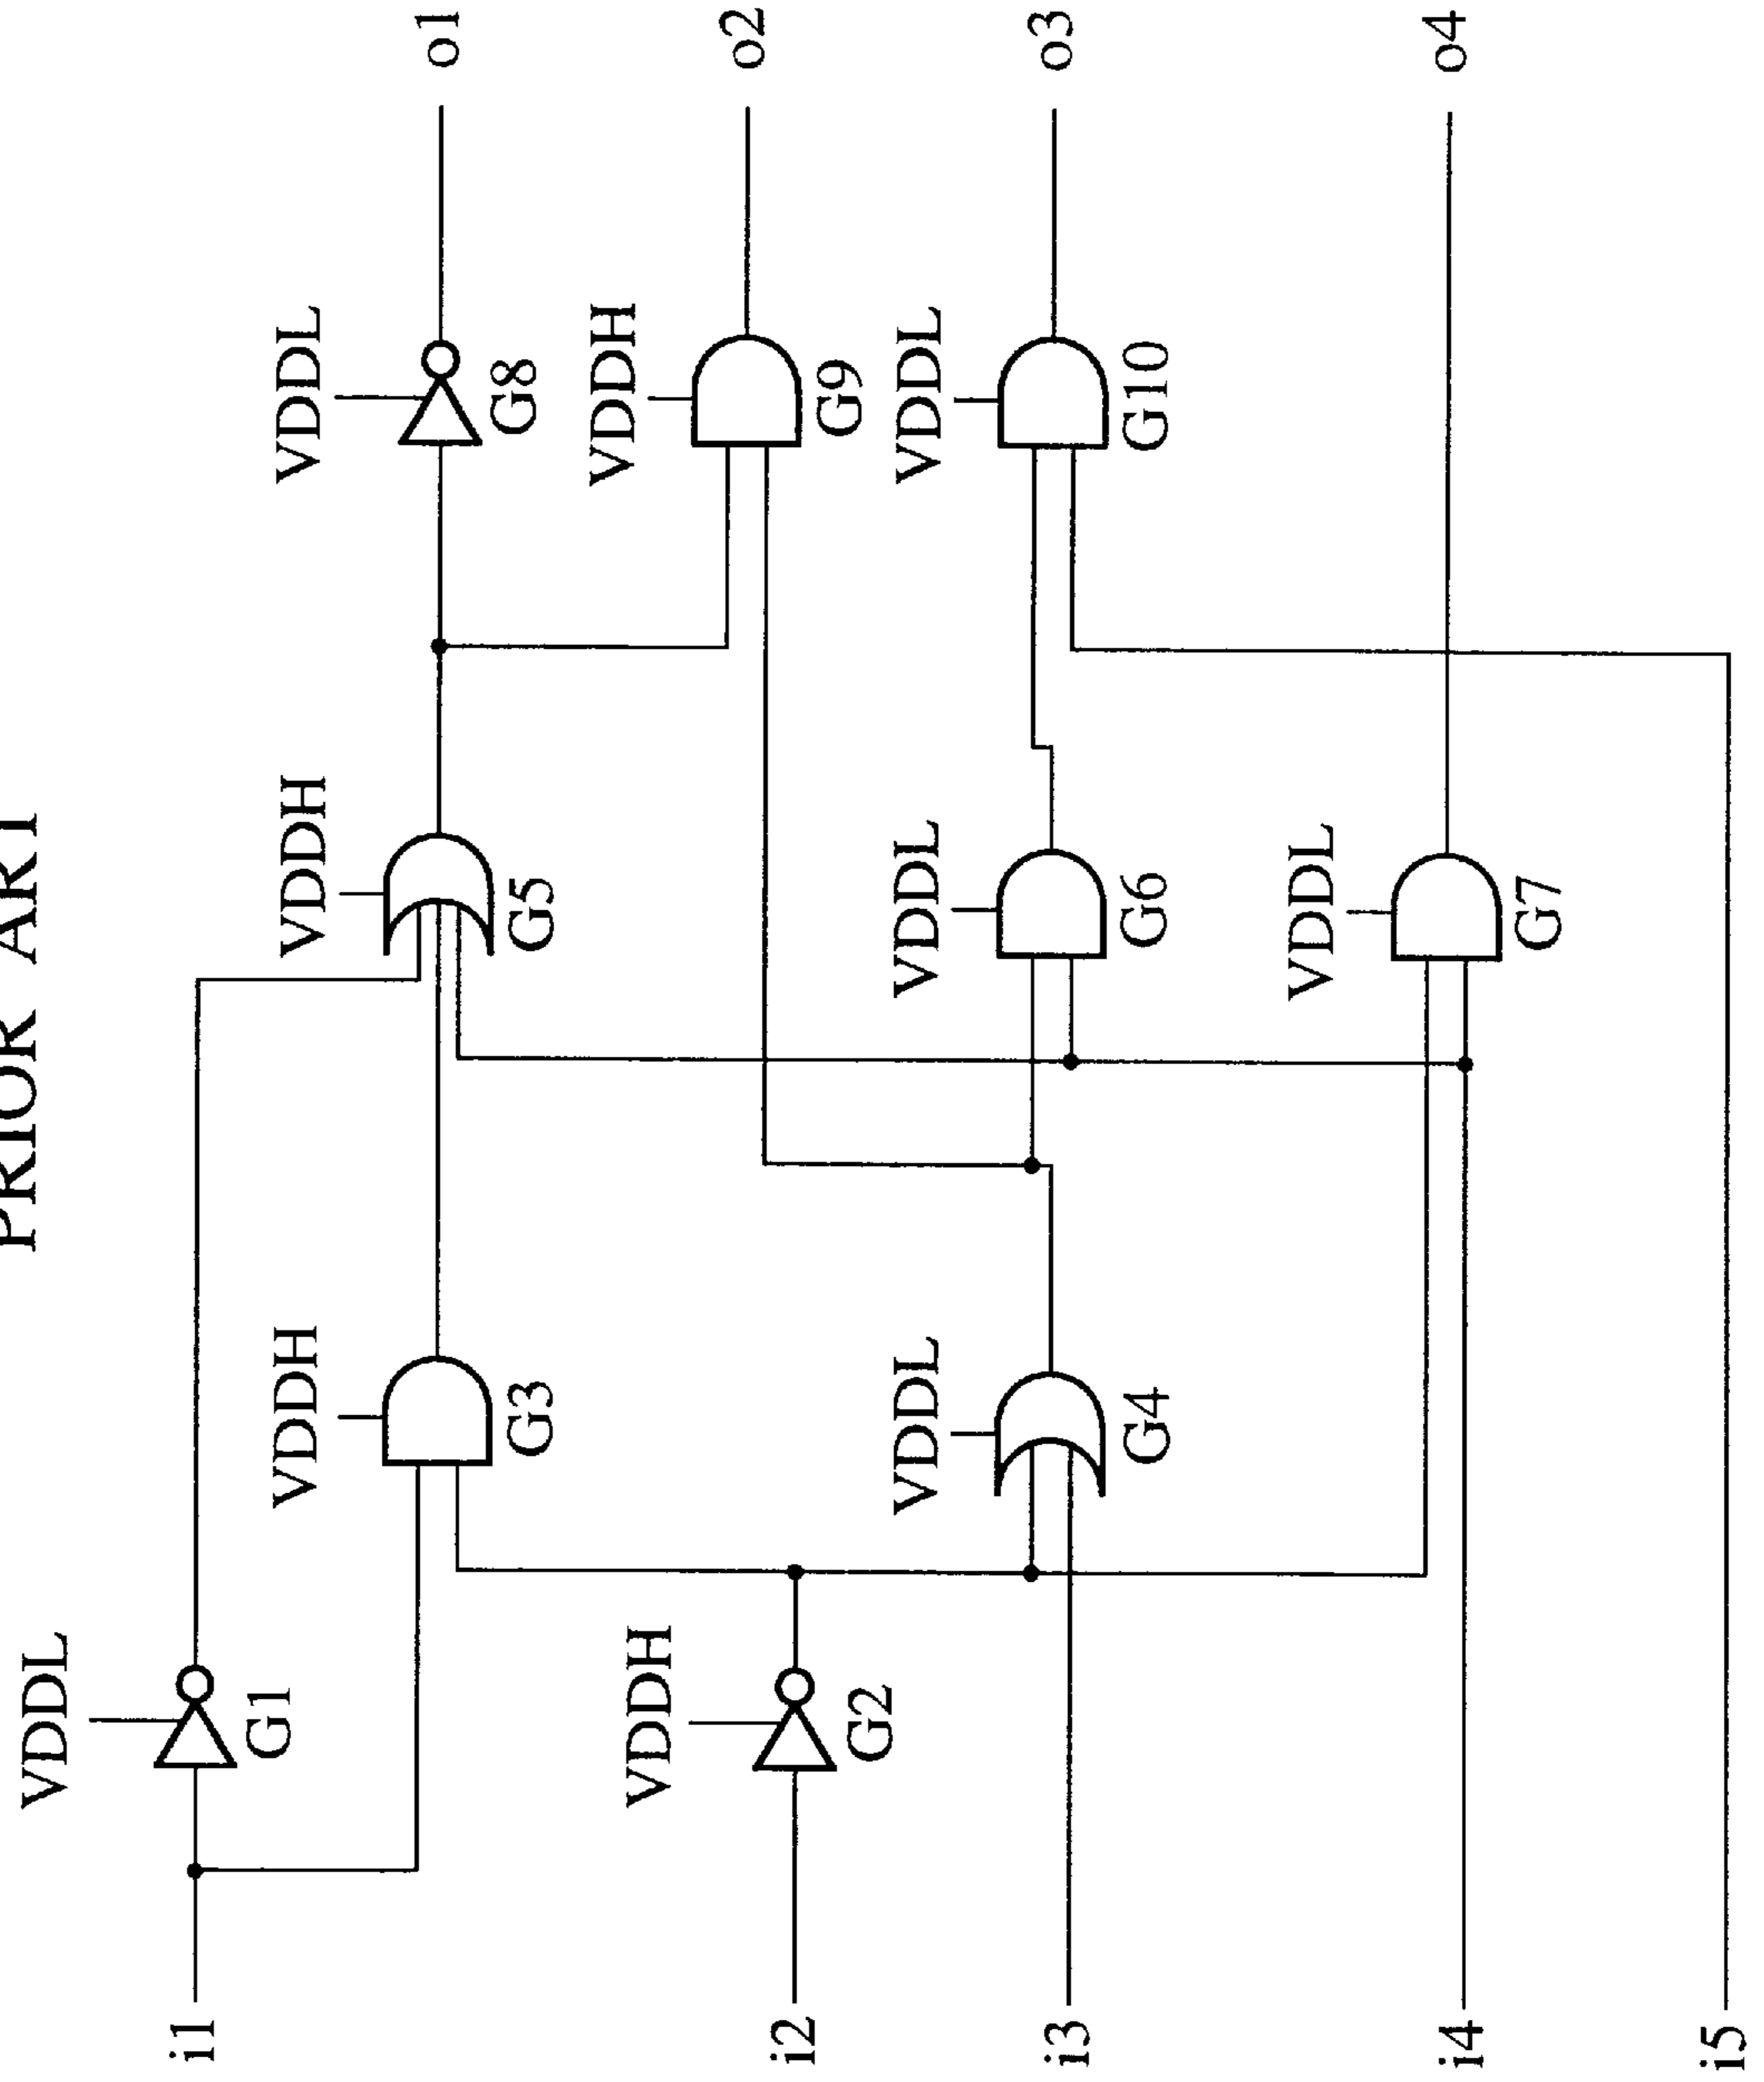 PRIOR ART
i1
i2
i3
i4
i5
VDDL
G1
VDDH
G2
VDDH
G3
VDDL
G4
VDDH
G5
VDDL
G6
VDDL
G7
VDDL
G8
VDDH
G9
VDDL
G10
o1
o2
o3
o4